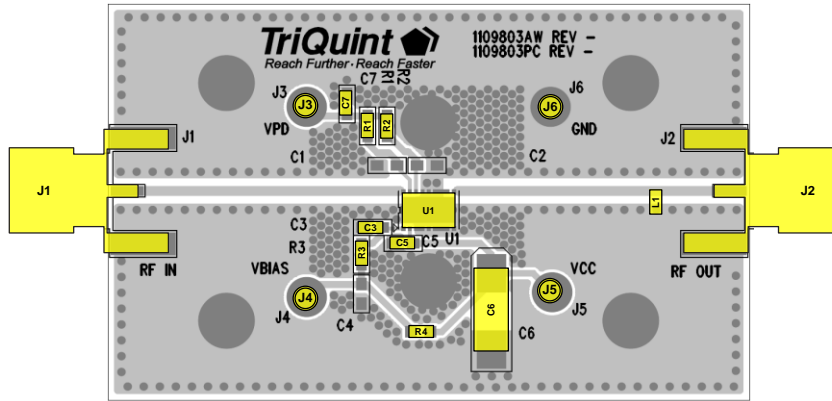 TriQuint
Reach Further · Reach Faster
1109803AW REV -
1109803PC REV -
C7
R1
R2
J3
J3
C7
R1
R2
J6
J6
VPD
GND
J1
J2
C1
C2
J1
J2
U1
L1
C3
C3
R3
R3
C5
C5
U1
RF IN
VBIAS
VCC
RF OUT
J4
J4
C4
R4
C6
C6
J5
J5